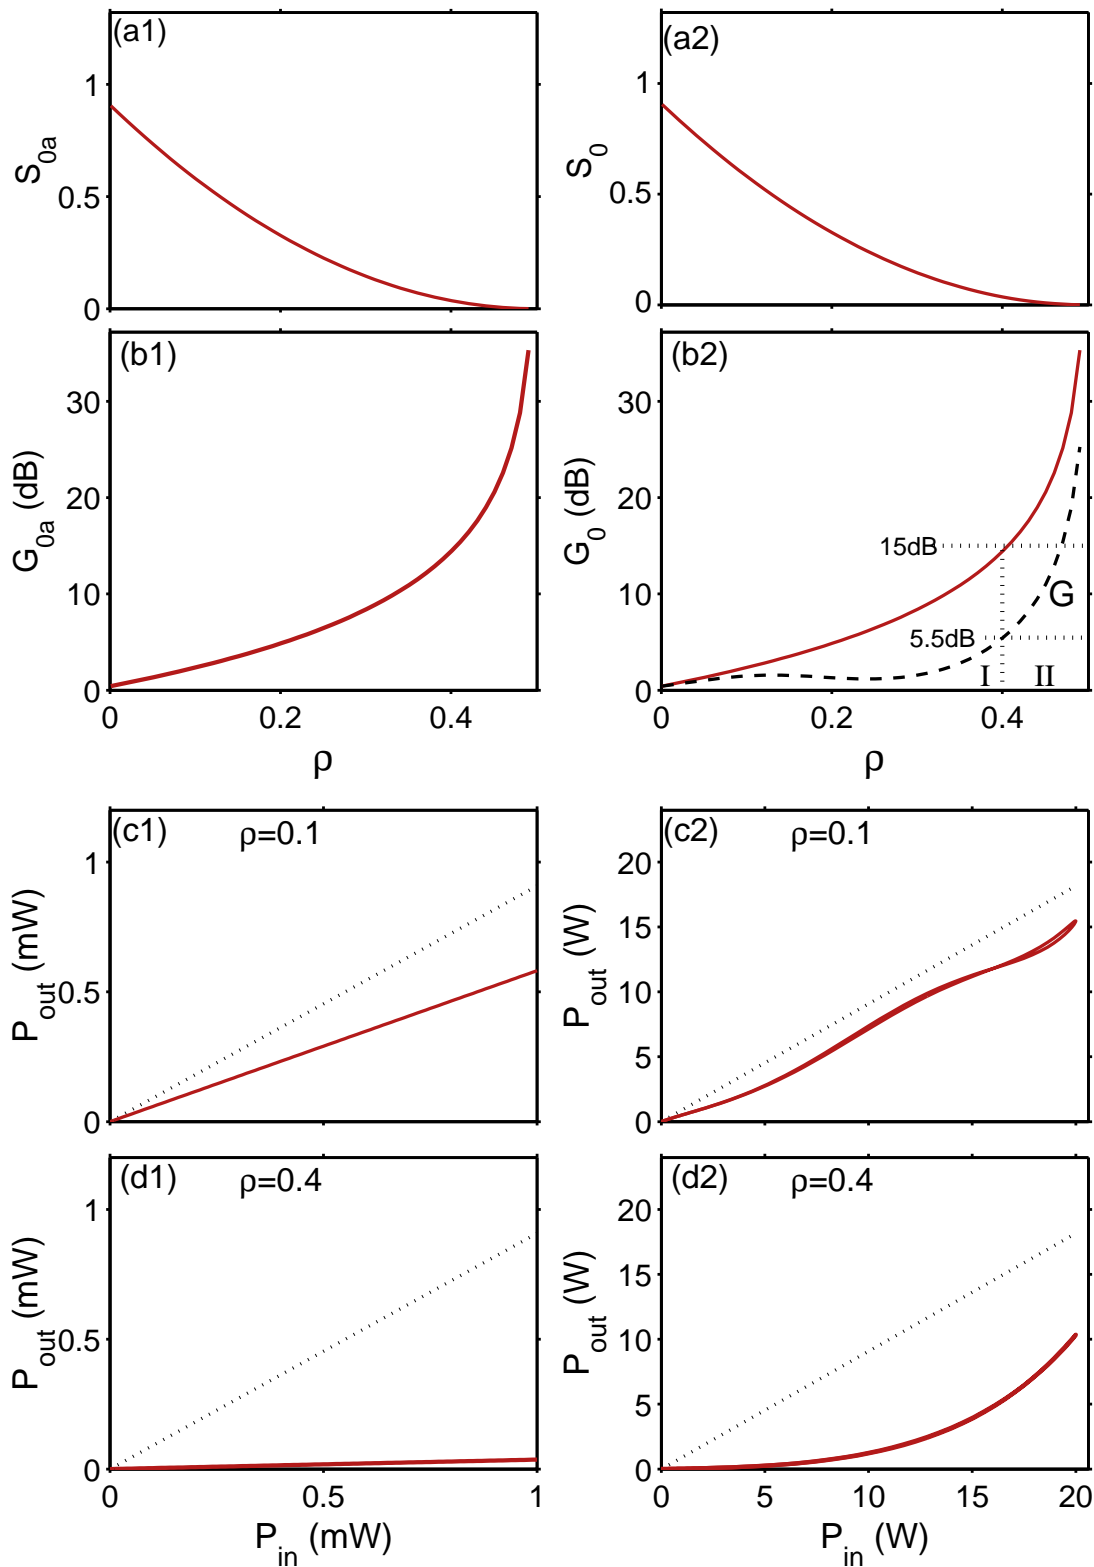 (a1)
1
0.5
0
S0a
(a2)
1
0.5
0
S0
(b1)
30
20
10
0
G0a (dB)
0
0.2
0.4
ρ
(b2)
30
20
10
0
G0 (dB)
15dB
5.5dB
G
I
II
0
0.2
0.4
ρ
(c1)
ρ=0.1
1
0.5
0
Pout (mW)
(c2)
ρ=0.1
20
15
10
5
0
Pout (W)
(d1)
ρ=0.4
1
0.5
0
Pout (mW)
0
0.5
1
Pin (mW)
(d2)
ρ=0.4
20
15
10
5
0
Pout (W)
0
5
10
15
20
Pin (W)